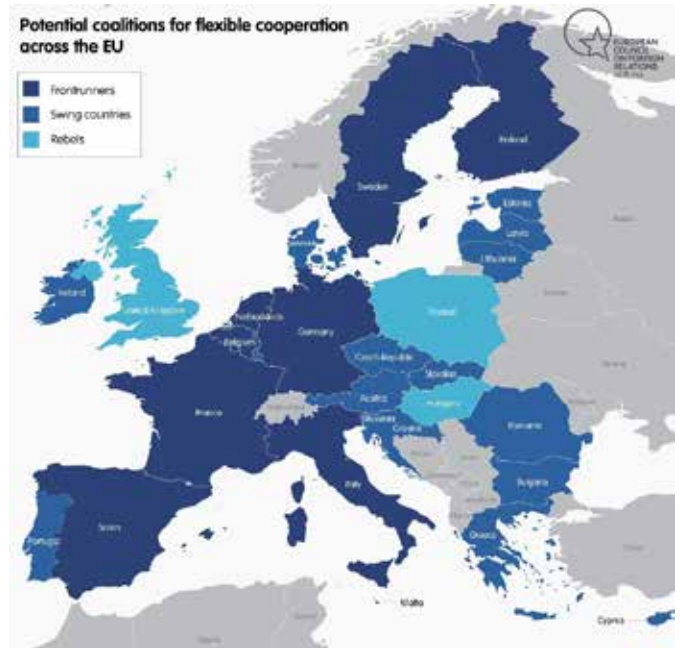 Potential coalitions for flexible cooperation
across the EU
EUROPEAN
COUNCIL
ON FOREIGN
RELATIONS
Frontrunners
Swing countries
Rebels
Finland
Sweden
Estonia
Latvia
Lithuania
Denmark
Ireland
United Kingdom
Netherlands
Belgium
Germany
Poland
Czech Republic
Slovakia
Austria
Hungary
France
Slovenia
Croatia
Romania
Italy
Bulgaria
Portugal
Spain
Greece
Malta
Cyprus